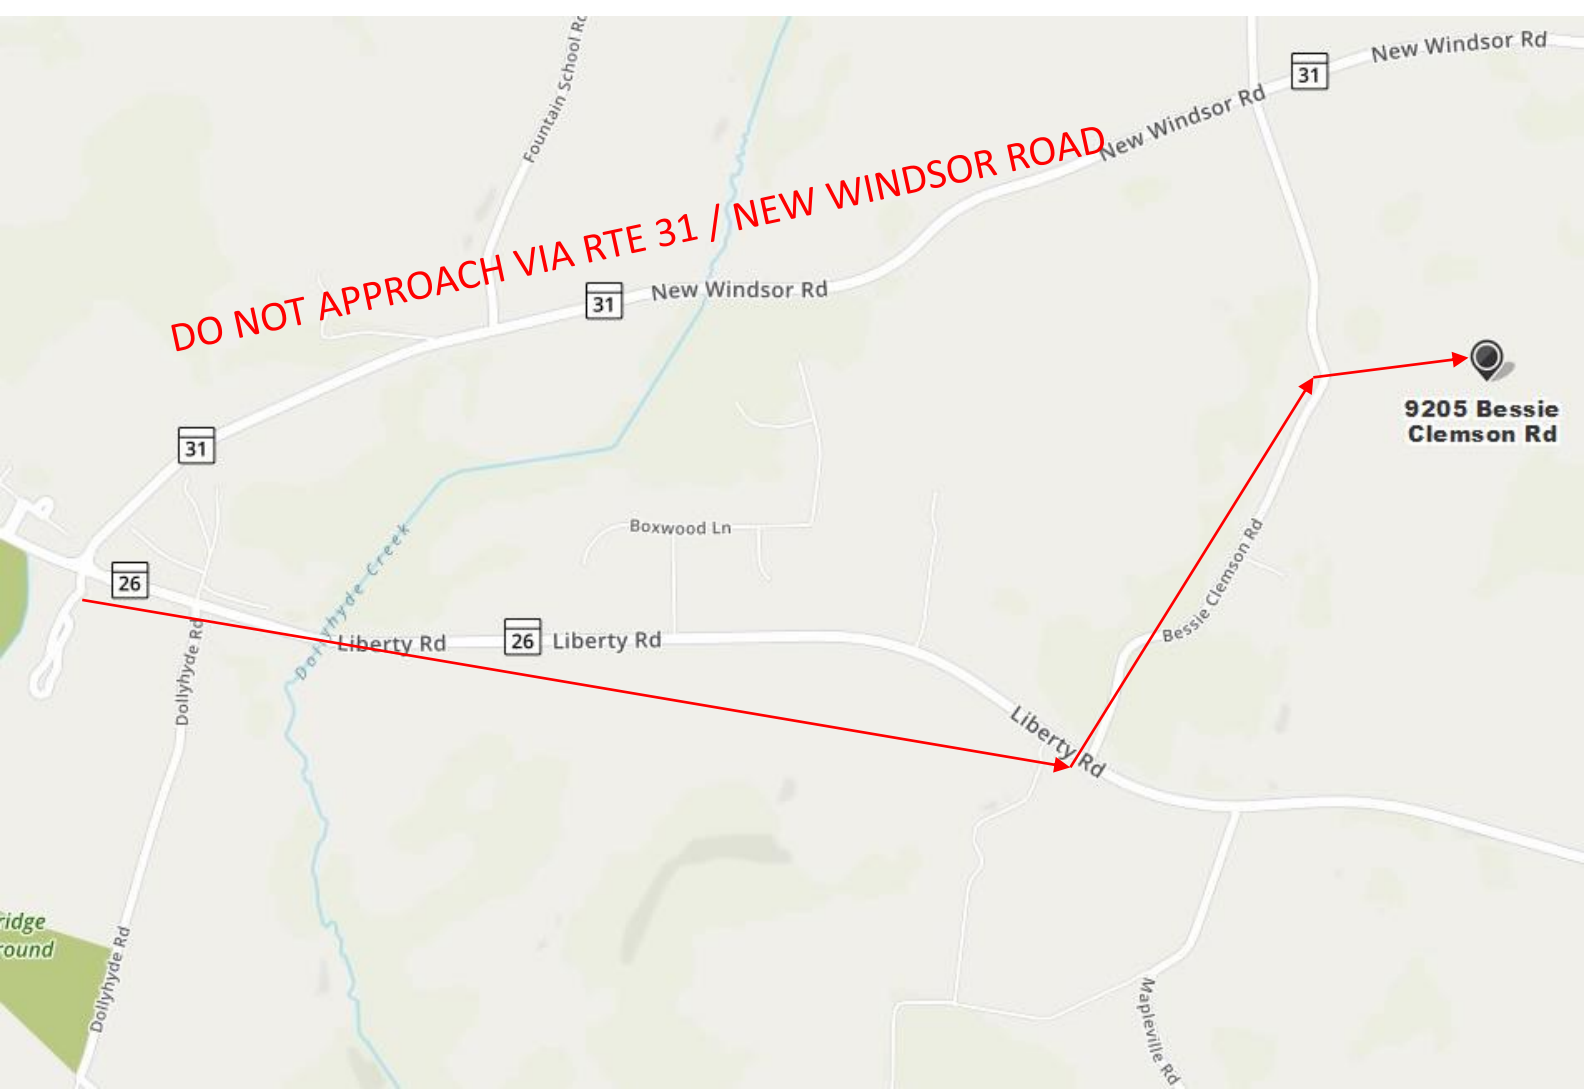 New Windsor Rd
31
Fountain School Rd
New Windsor Rd
DO NOT APPROACH VIA RTE 31 / NEW WINDSOR ROAD
31
New Windsor Rd
9205 Bessie
Clemson Rd
31
Boxwood Ln
Dollyhyde Creek
Bessie Clemson Rd
26
Liberty Rd
26
Liberty Rd
Dollyhyde Rd
Liberty Rd
ridge
round
Dollyhyde Rd
Mapleville Rd